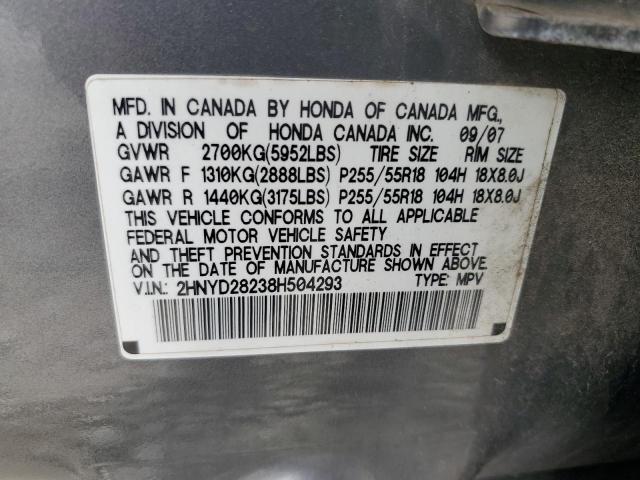 MFD. IN CANADA BY HONDA OF CANADA MFG.,
A DIVISION OF HONDA CANADA INC. 09/07
GVWR 2700KG(5952LBS) TIRE SIZE RIM SIZE
GAWR F 1310KG(2888LBS) P255/55R18 104H 18X8.0J
GAWR R 1440KG(3175LBS) P255/55R18 104H 18X8.0J
THIS VEHICLE CONFORMS TO ALL APPLICABLE
FEDERAL MOTOR VEHICLE SAFETY
AND THEFT PREVENTION STANDARDS IN EFFECT
ON THE DATE OF MANUFACTURE SHOWN ABOVE.
V.I.N.: 2HNYD28238H504293 TYPE: MPV